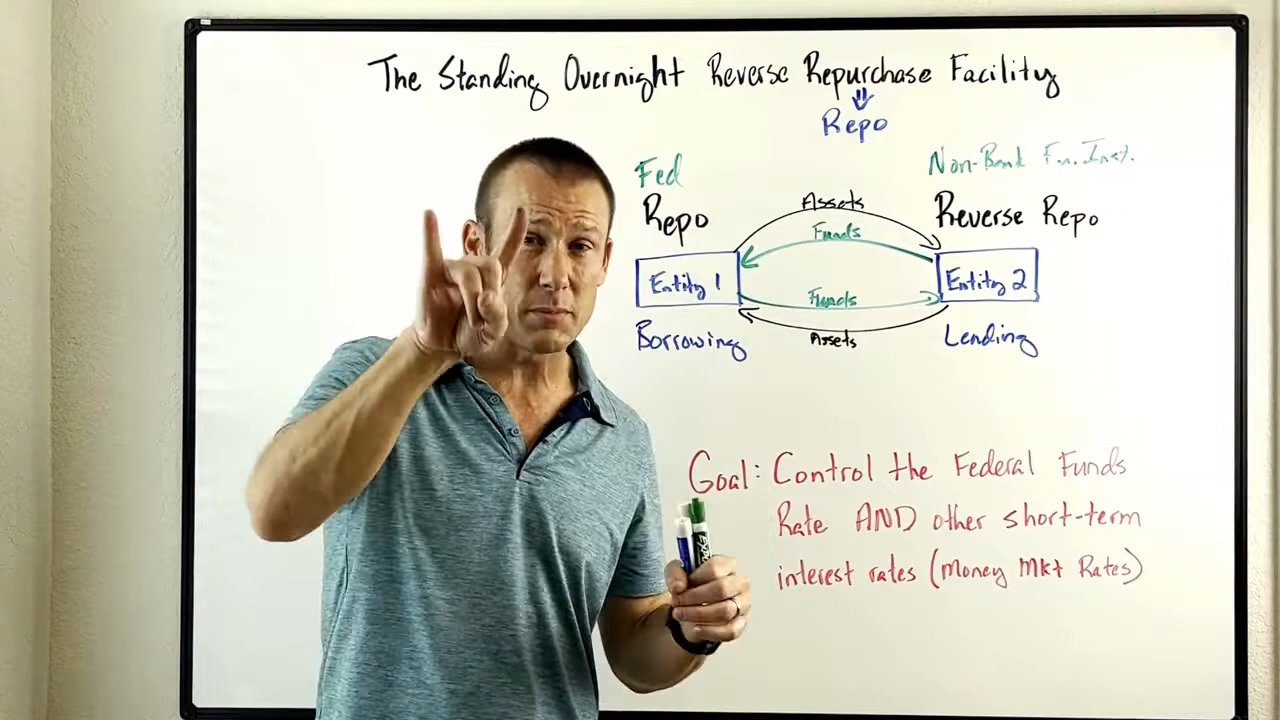 The Standing Overnight Reverse Repurchase Facility
Repo
Fed
Non-Bank Fin. Inst.
Repo
Assets
Reverse Repo
Funds
Entity 1
Entity 2
Funds
Borrowing
Assets
Lending
Goal: Control the Federal Funds
Rate AND other short-term
interest rates (Money Mkt Rates)
EXPO